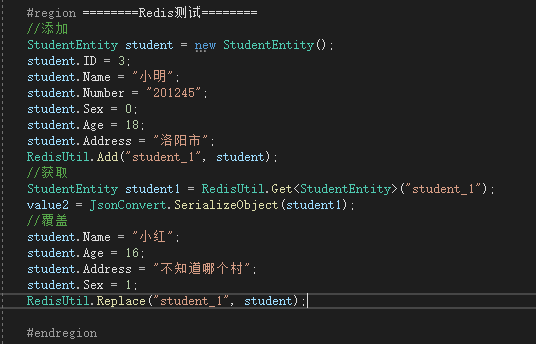 #region ========Redis测试========
//添加
StudentEntity student = new StudentEntity();
student.ID = 3;
student.Name = "小明";
student.Number = "201245";
student.Sex = 0;
student.Age = 18;
student.Address = "洛阳市";
RedisUtil.Add("student_1", student);
//获取
StudentEntity student1 = RedisUtil.Get<StudentEntity>("student_1");
value2 = JsonConvert.SerializeObject(student1);
//覆盖
student.Name = "小红";
student.Age = 16;
student.Address = "不知道哪个村";
student.Sex = 1;
RedisUtil.Replace("student_1", student);
#endregion